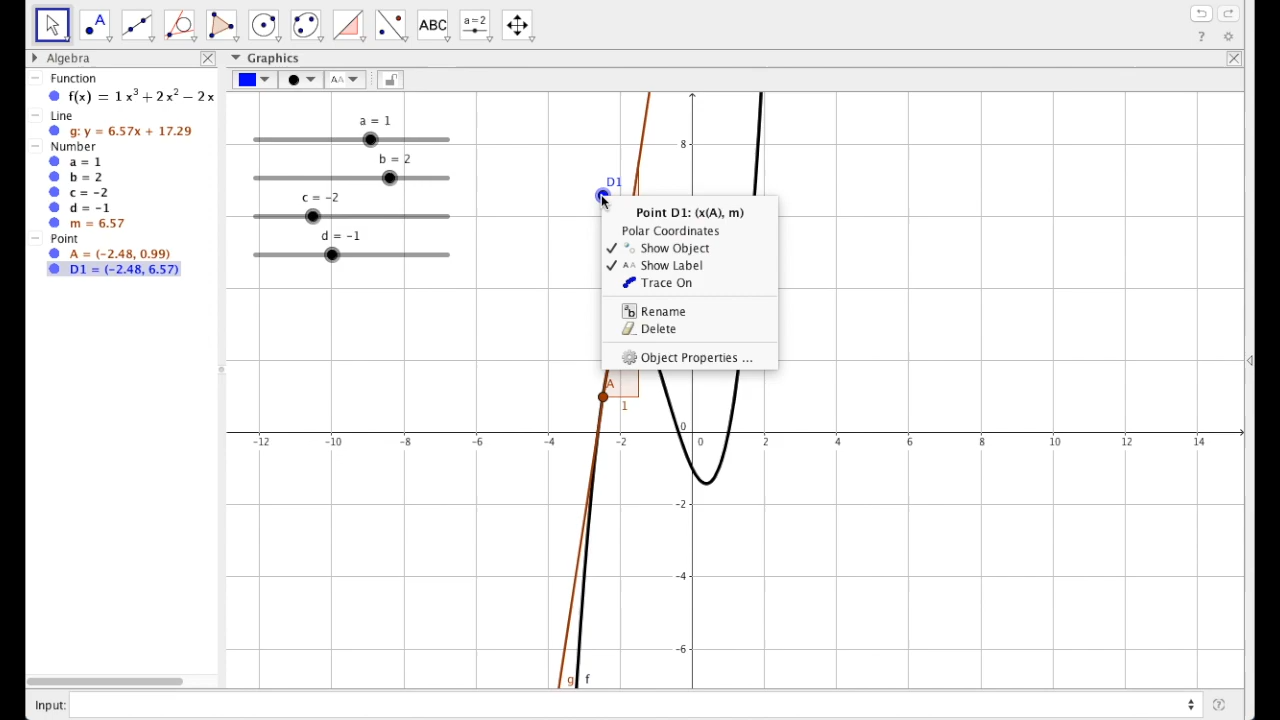 ABC
a=2
?
Algebra
Graphics
Function
f(x) = 1 x³ + 2 x² − 2 x
Line
g: y = 6.57x + 17.29
Number
a = 1
b = 2
c = −2
d = −1
m = 6.57
Point
A = (−2.48, 0.99)
D1 = (−2.48, 6.57)
AA
a = 1
b = 2
c = −2
d = −1
8
D1
Point D1: (x(A), m)
Polar Coordinates
Show Object
AA Show Label
Trace On
Rename
Delete
Object Properties ...
A
1
0
-12 -10 -8 -6 -4 -2 0 2 4 6 8 10 12 14
-2
-4
-6
g f
Input:
?